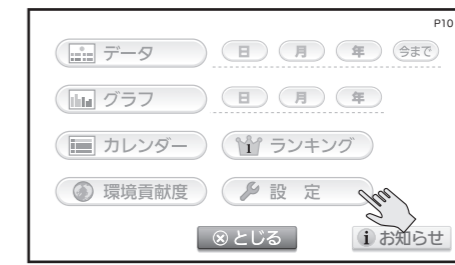 P10
データ 日 月 年 今まで
グラフ 日 月 年
カレンダー 1 ランキング
環境貢献度 設 定
とじる i お知らせ